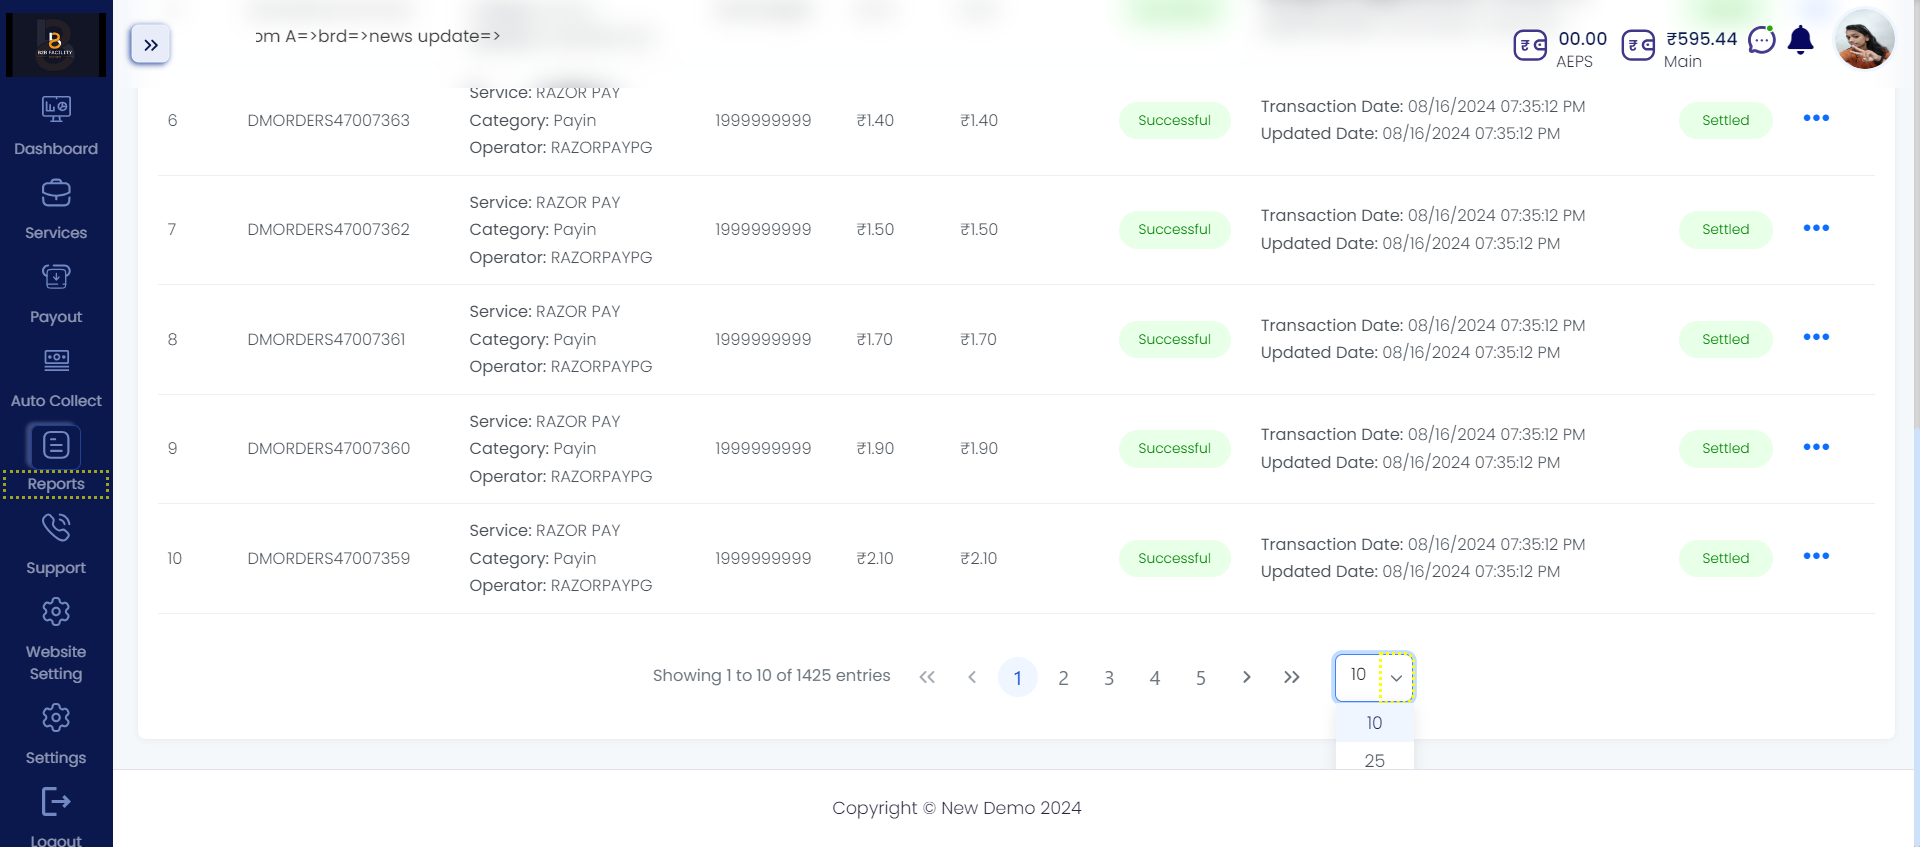 B2B FACILITY
om A=>brd=>news update=>
00.00
AEPS
₹595.44
Main
Dashboard
Services
Payout
Auto Collect
Reports
Support
Website
Setting
Settings
Logout
Service: RAZOR PAY
6 DMORDERS47007363 Category: Payin 1999999999 ₹1.40 ₹1.40 Successful Transaction Date: 08/16/2024 07:35:12 PM Settled
Operator: RAZORPAYPG Updated Date: 08/16/2024 07:35:12 PM
Service: RAZOR PAY
7 DMORDERS47007362 Category: Payin 1999999999 ₹1.50 ₹1.50 Successful Transaction Date: 08/16/2024 07:35:12 PM Settled
Operator: RAZORPAYPG Updated Date: 08/16/2024 07:35:12 PM
Service: RAZOR PAY
8 DMORDERS47007361 Category: Payin 1999999999 ₹1.70 ₹1.70 Successful Transaction Date: 08/16/2024 07:35:12 PM Settled
Operator: RAZORPAYPG Updated Date: 08/16/2024 07:35:12 PM
Service: RAZOR PAY
9 DMORDERS47007360 Category: Payin 1999999999 ₹1.90 ₹1.90 Successful Transaction Date: 08/16/2024 07:35:12 PM Settled
Operator: RAZORPAYPG Updated Date: 08/16/2024 07:35:12 PM
Service: RAZOR PAY
10 DMORDERS47007359 Category: Payin 1999999999 ₹2.10 ₹2.10 Successful Transaction Date: 08/16/2024 07:35:12 PM Settled
Operator: RAZORPAYPG Updated Date: 08/16/2024 07:35:12 PM
Showing 1 to 10 of 1425 entries << < 1 2 3 4 5 > >> 10
10
25
Copyright © New Demo 2024